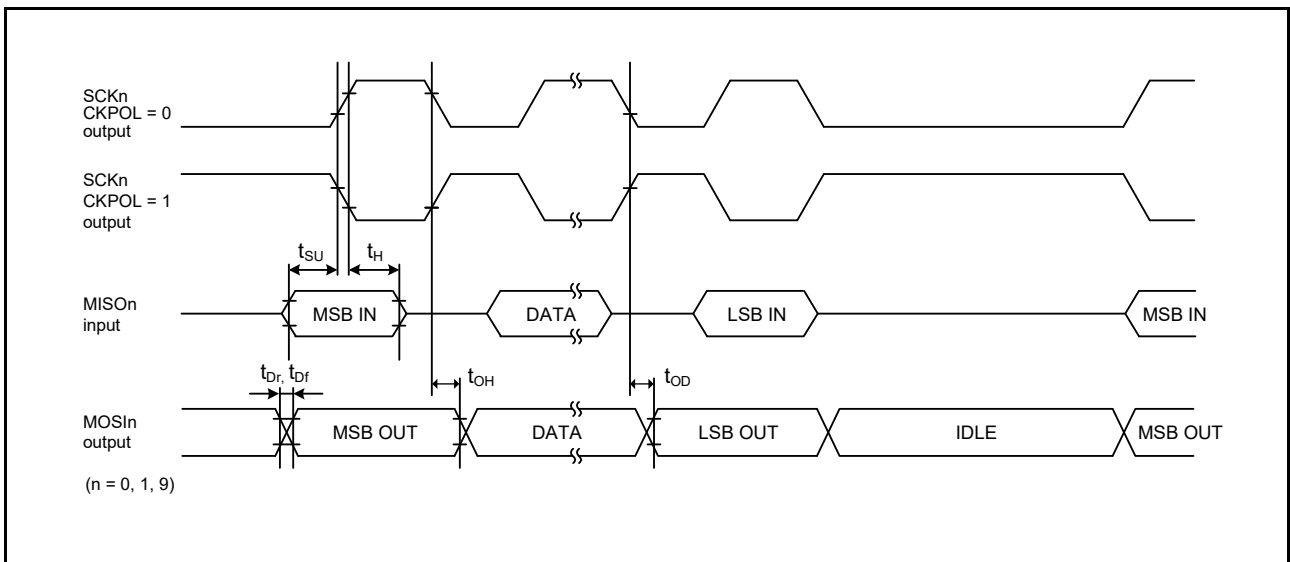 SCKn
CKPOL = 0
output
SCKn
CKPOL = 1
output
tSU
tH
MISOn
input
MSB IN
DATA
LSB IN
MSB IN
tDr, tDf
tOH
tOD
MOSIn
output
MSB OUT
DATA
LSB OUT
IDLE
MSB OUT
(n = 0, 1, 9)